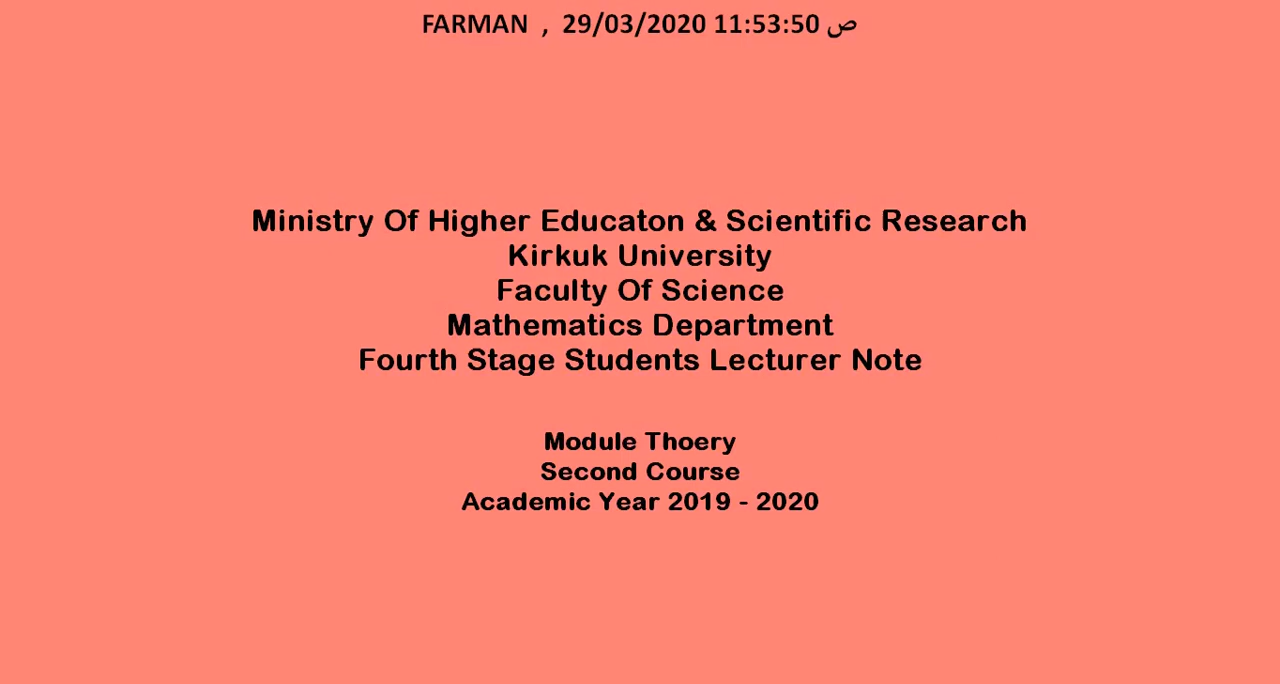 FARMAN , 29/03/2020 11:53:50 ص
Ministry Of Higher Educaton & Scientific Research
Kirkuk University
Faculty Of Science
Mathematics Department
Fourth Stage Students Lecturer Note
Module Thoery
Second Course
Academic Year 2019 - 2020